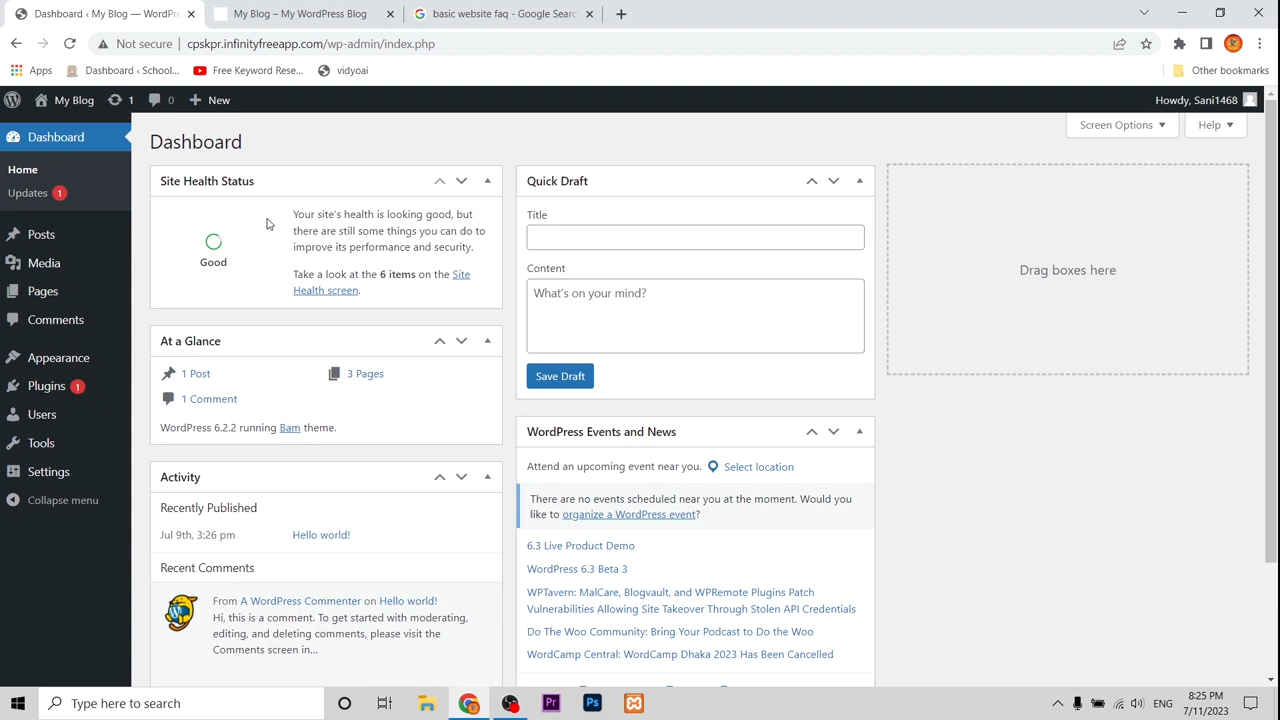 Dashboard ‹ My Blog — WordPr
My Blog – My WordPress Blog
basic website faq - Google Searc
Not secure
cpskpr.infinityfreeapp.com/wp-admin/index.php
Apps
Dashboard ‹ School...
Free Keyword Rese...
vidyoai
Other bookmarks
My Blog
1
0
New
Howdy, Sani1468
Dashboard
Home
Updates 1
Posts
Media
Pages
Comments
Appearance
Plugins 1
Users
Tools
Settings
Collapse menu
Dashboard
Screen Options
Help
Site Health Status
Good
Your site's health is looking good, but
there are still some things you can do to
improve its performance and security.
Take a look at the 6 items on the Site
Health screen.
At a Glance
1 Post
3 Pages
1 Comment
WordPress 6.2.2 running Bam theme.
Activity
Recently Published
Jul 9th, 3:26 pm
Hello world!
Recent Comments
From A WordPress Commenter on Hello world!
Hi, this is a comment. To get started with moderating,
editing, and deleting comments, please visit the
Comments screen in...
Quick Draft
Title
Content
What's on your mind?
Save Draft
WordPress Events and News
Attend an upcoming event near you.
Select location
There are no events scheduled near you at the moment. Would you
like to organize a WordPress event?
6.3 Live Product Demo
WordPress 6.3 Beta 3
WPTavern: MalCare, Blogvault, and WPRemote Plugins Patch
Vulnerabilities Allowing Site Takeover Through Stolen API Credentials
Do The Woo Community: Bring Your Podcast to Do the Woo
WordCamp Central: WordCamp Dhaka 2023 Has Been Cancelled
Drag boxes here
Type here to search
Pr
Ps
ENG
8:25 PM
7/11/2023